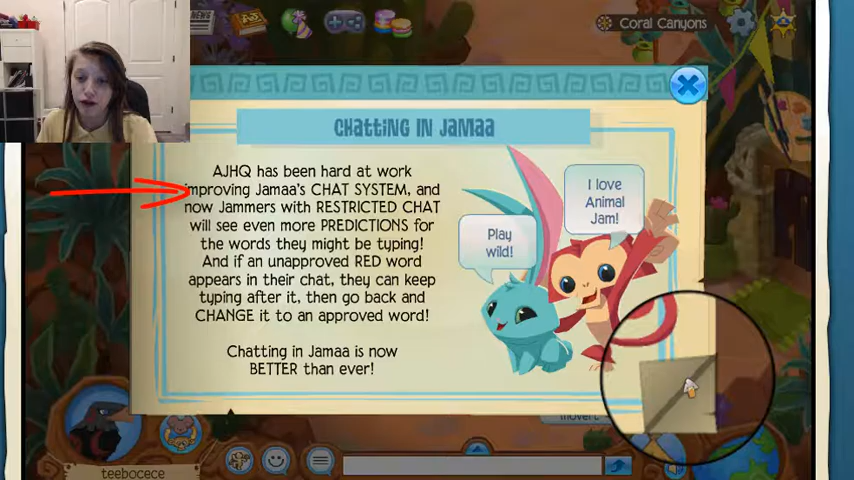 NEWS
Coral Canyons
CHATTING IN JAMAA
AJHQ has been hard at work
improving Jamaa's CHAT SYSTEM, and
now Jammers with RESTRICTED CHAT
will see even more PREDICTIONS for
the words they might be typing!
And if an unapproved RED word
appears in their chat, they can keep
typing after it, then go back and
CHANGE it to an approved word!
Chatting in Jamaa is now
BETTER than ever!
Play
wild!
I love
Animal
Jam!
teebocece